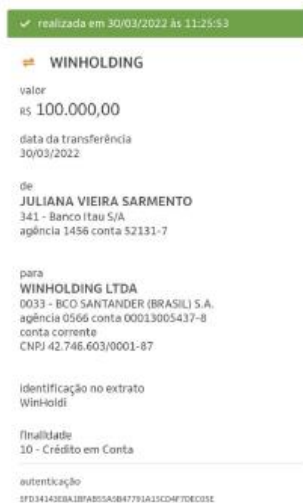 realizada em 30/03/2022 às 11:25:53
WINHOLDING
valor
R$ 100.000,00
data da transferência
30/03/2022
de
JULIANA VIEIRA SARMENTO
341 - Banco Itau S/A
agência 1456 conta 52131-7
para
WINHOLDING LTDA
0033 - BCO SANTANDER (BRASIL) S.A.
agência 0566 conta 00013005437-8
conta corrente
CNPJ 42.746.603/0001-87
identificação no extrato
WinHoldi
finalidade
10 - Crédito em Conta
autenticação